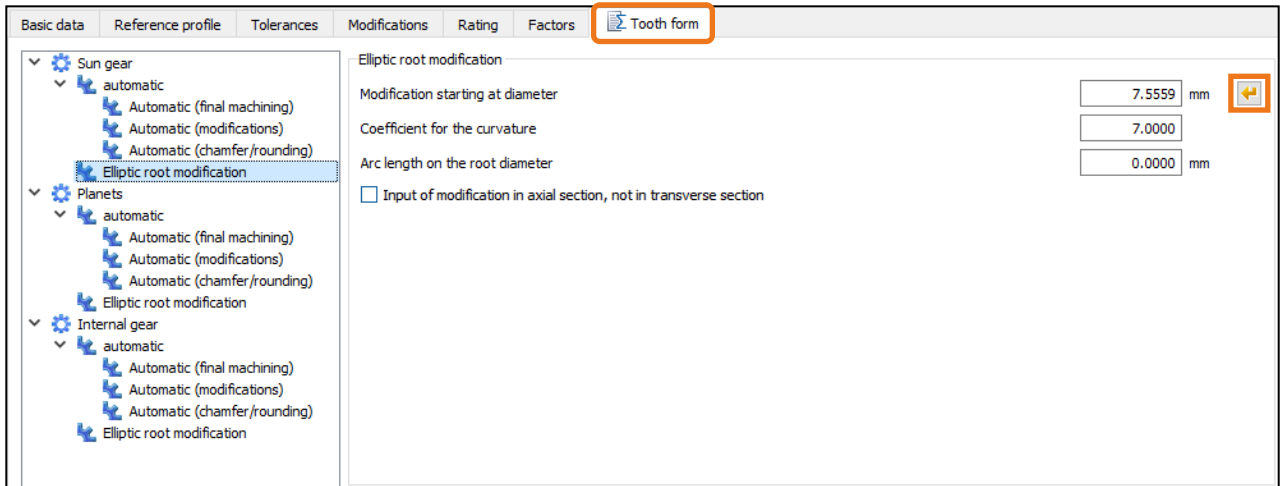 Basic data Reference profile Tolerances Modifications Rating Factors Tooth form
Sun gear
automatic
Automatic (final machining)
Automatic (modifications)
Automatic (chamfer/rounding)
Elliptic root modification
Planets
automatic
Automatic (final machining)
Automatic (modifications)
Automatic (chamfer/rounding)
Elliptic root modification
Internal gear
automatic
Automatic (final machining)
Automatic (modifications)
Automatic (chamfer/rounding)
Elliptic root modification
Elliptic root modification
Modification starting at diameter 7.5559 mm
Coefficient for the curvature 7.0000
Arc length on the root diameter 0.0000 mm
Input of modification in axial section, not in transverse section